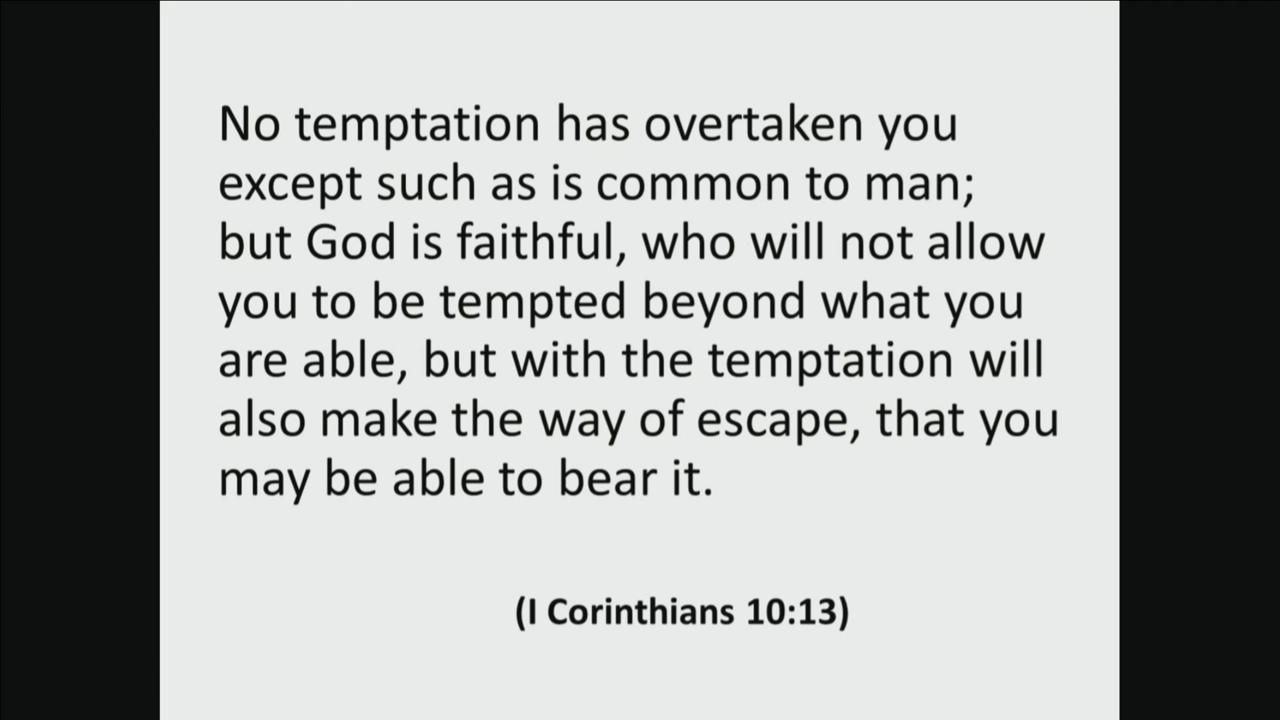 No temptation has overtaken you
except such as is common to man;
but God is faithful, who will not allow
you to be tempted beyond what you
are able, but with the temptation will
also make the way of escape, that you
may be able to bear it.
(I Corinthians 10:13)